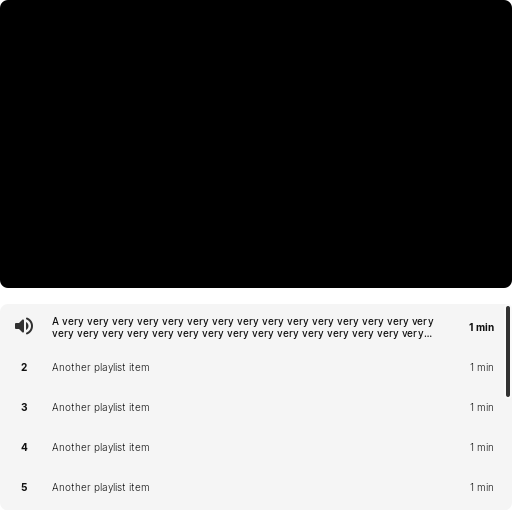 A very very very very very very very very very very very very very very very
very very very very very very very very very very very very very very very...
1 min
2 Another playlist item 1 min
3 Another playlist item 1 min
4 Another playlist item 1 min
5 Another playlist item 1 min